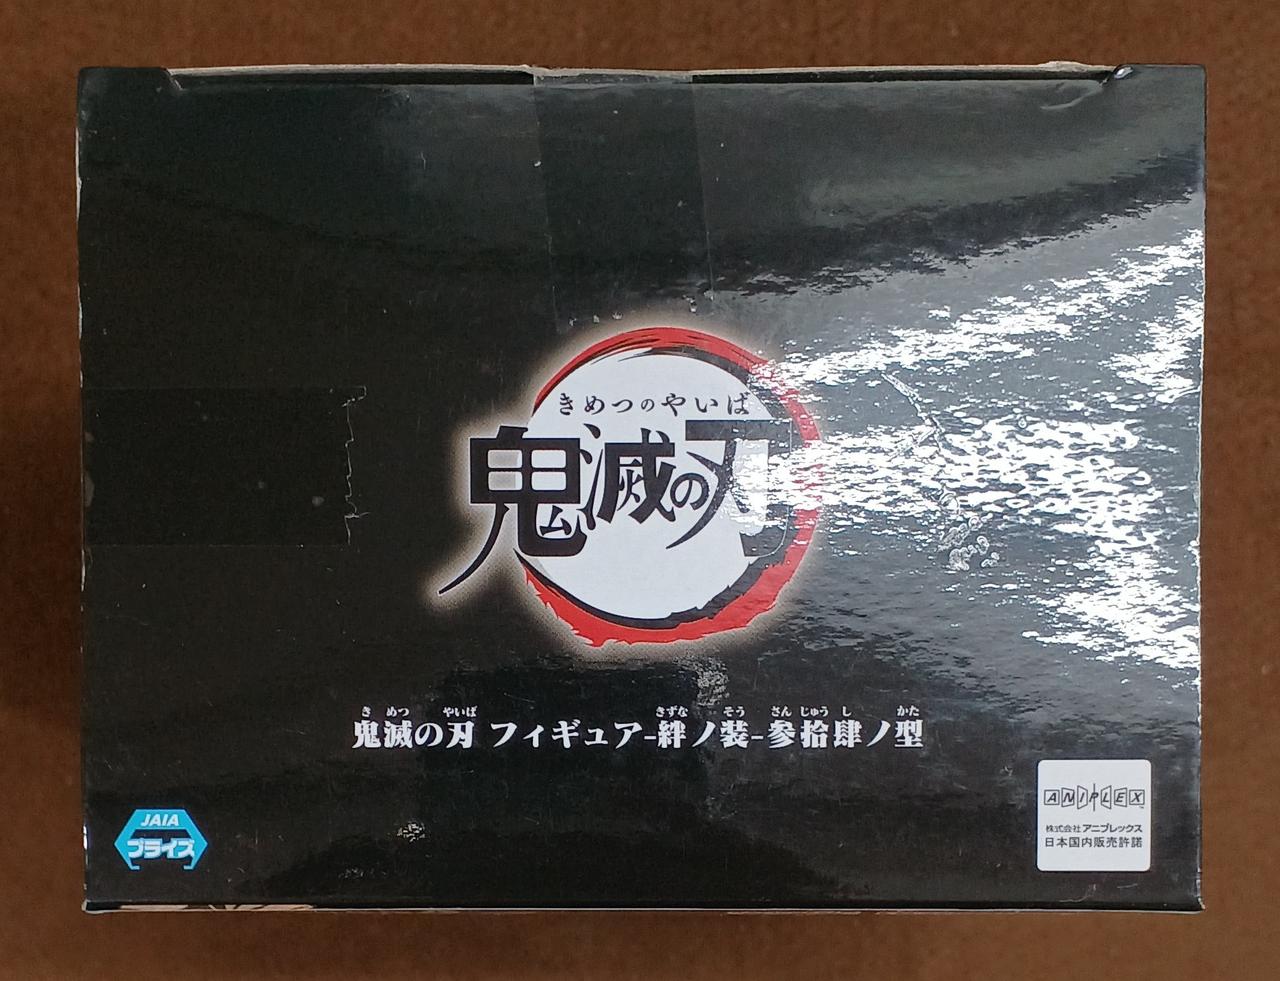 きめつのやいば
鬼滅の刃
き めつ やいば きずな そう さん じゅう し かた
鬼滅の刃 フィギュア-絆ノ装-参拾肆ノ型
JAIA
プライズ
ANIPLEX
株式会社アニプレックス
日本国内販売許諾